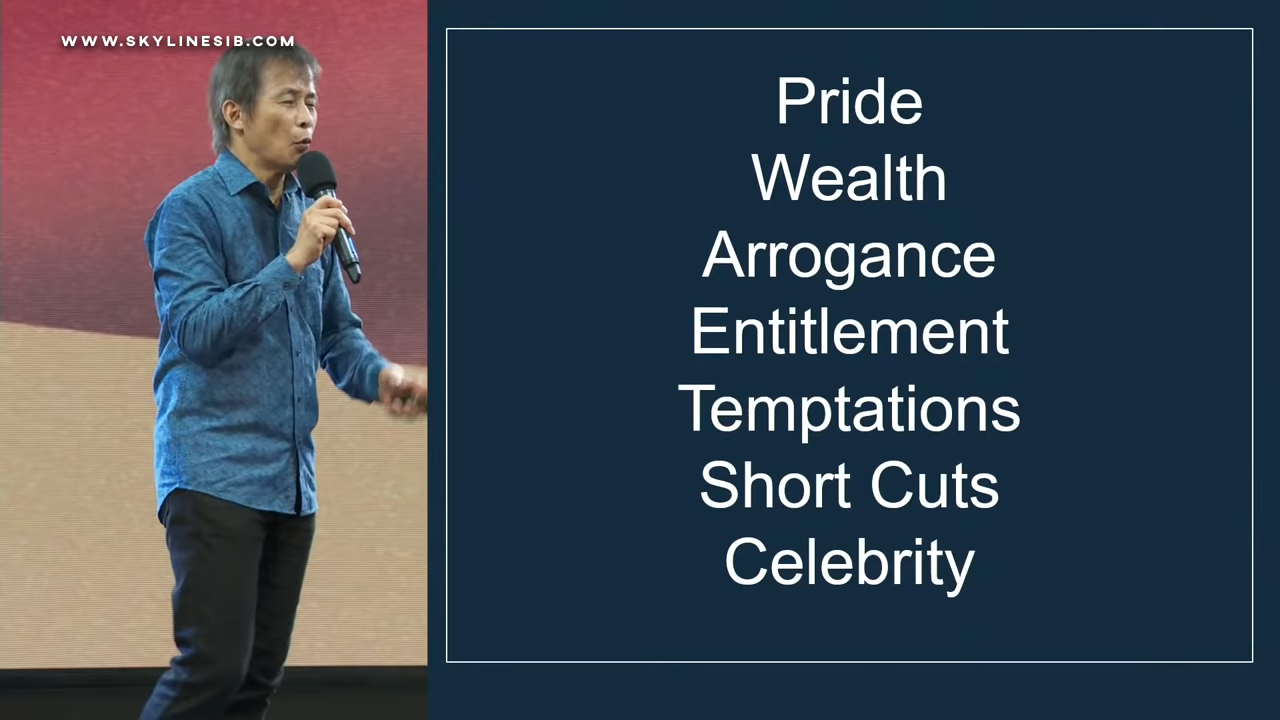 WWW.SKYLINESIB.COM
Pride
Wealth
Arrogance
Entitlement
Temptations
Short Cuts
Celebrity